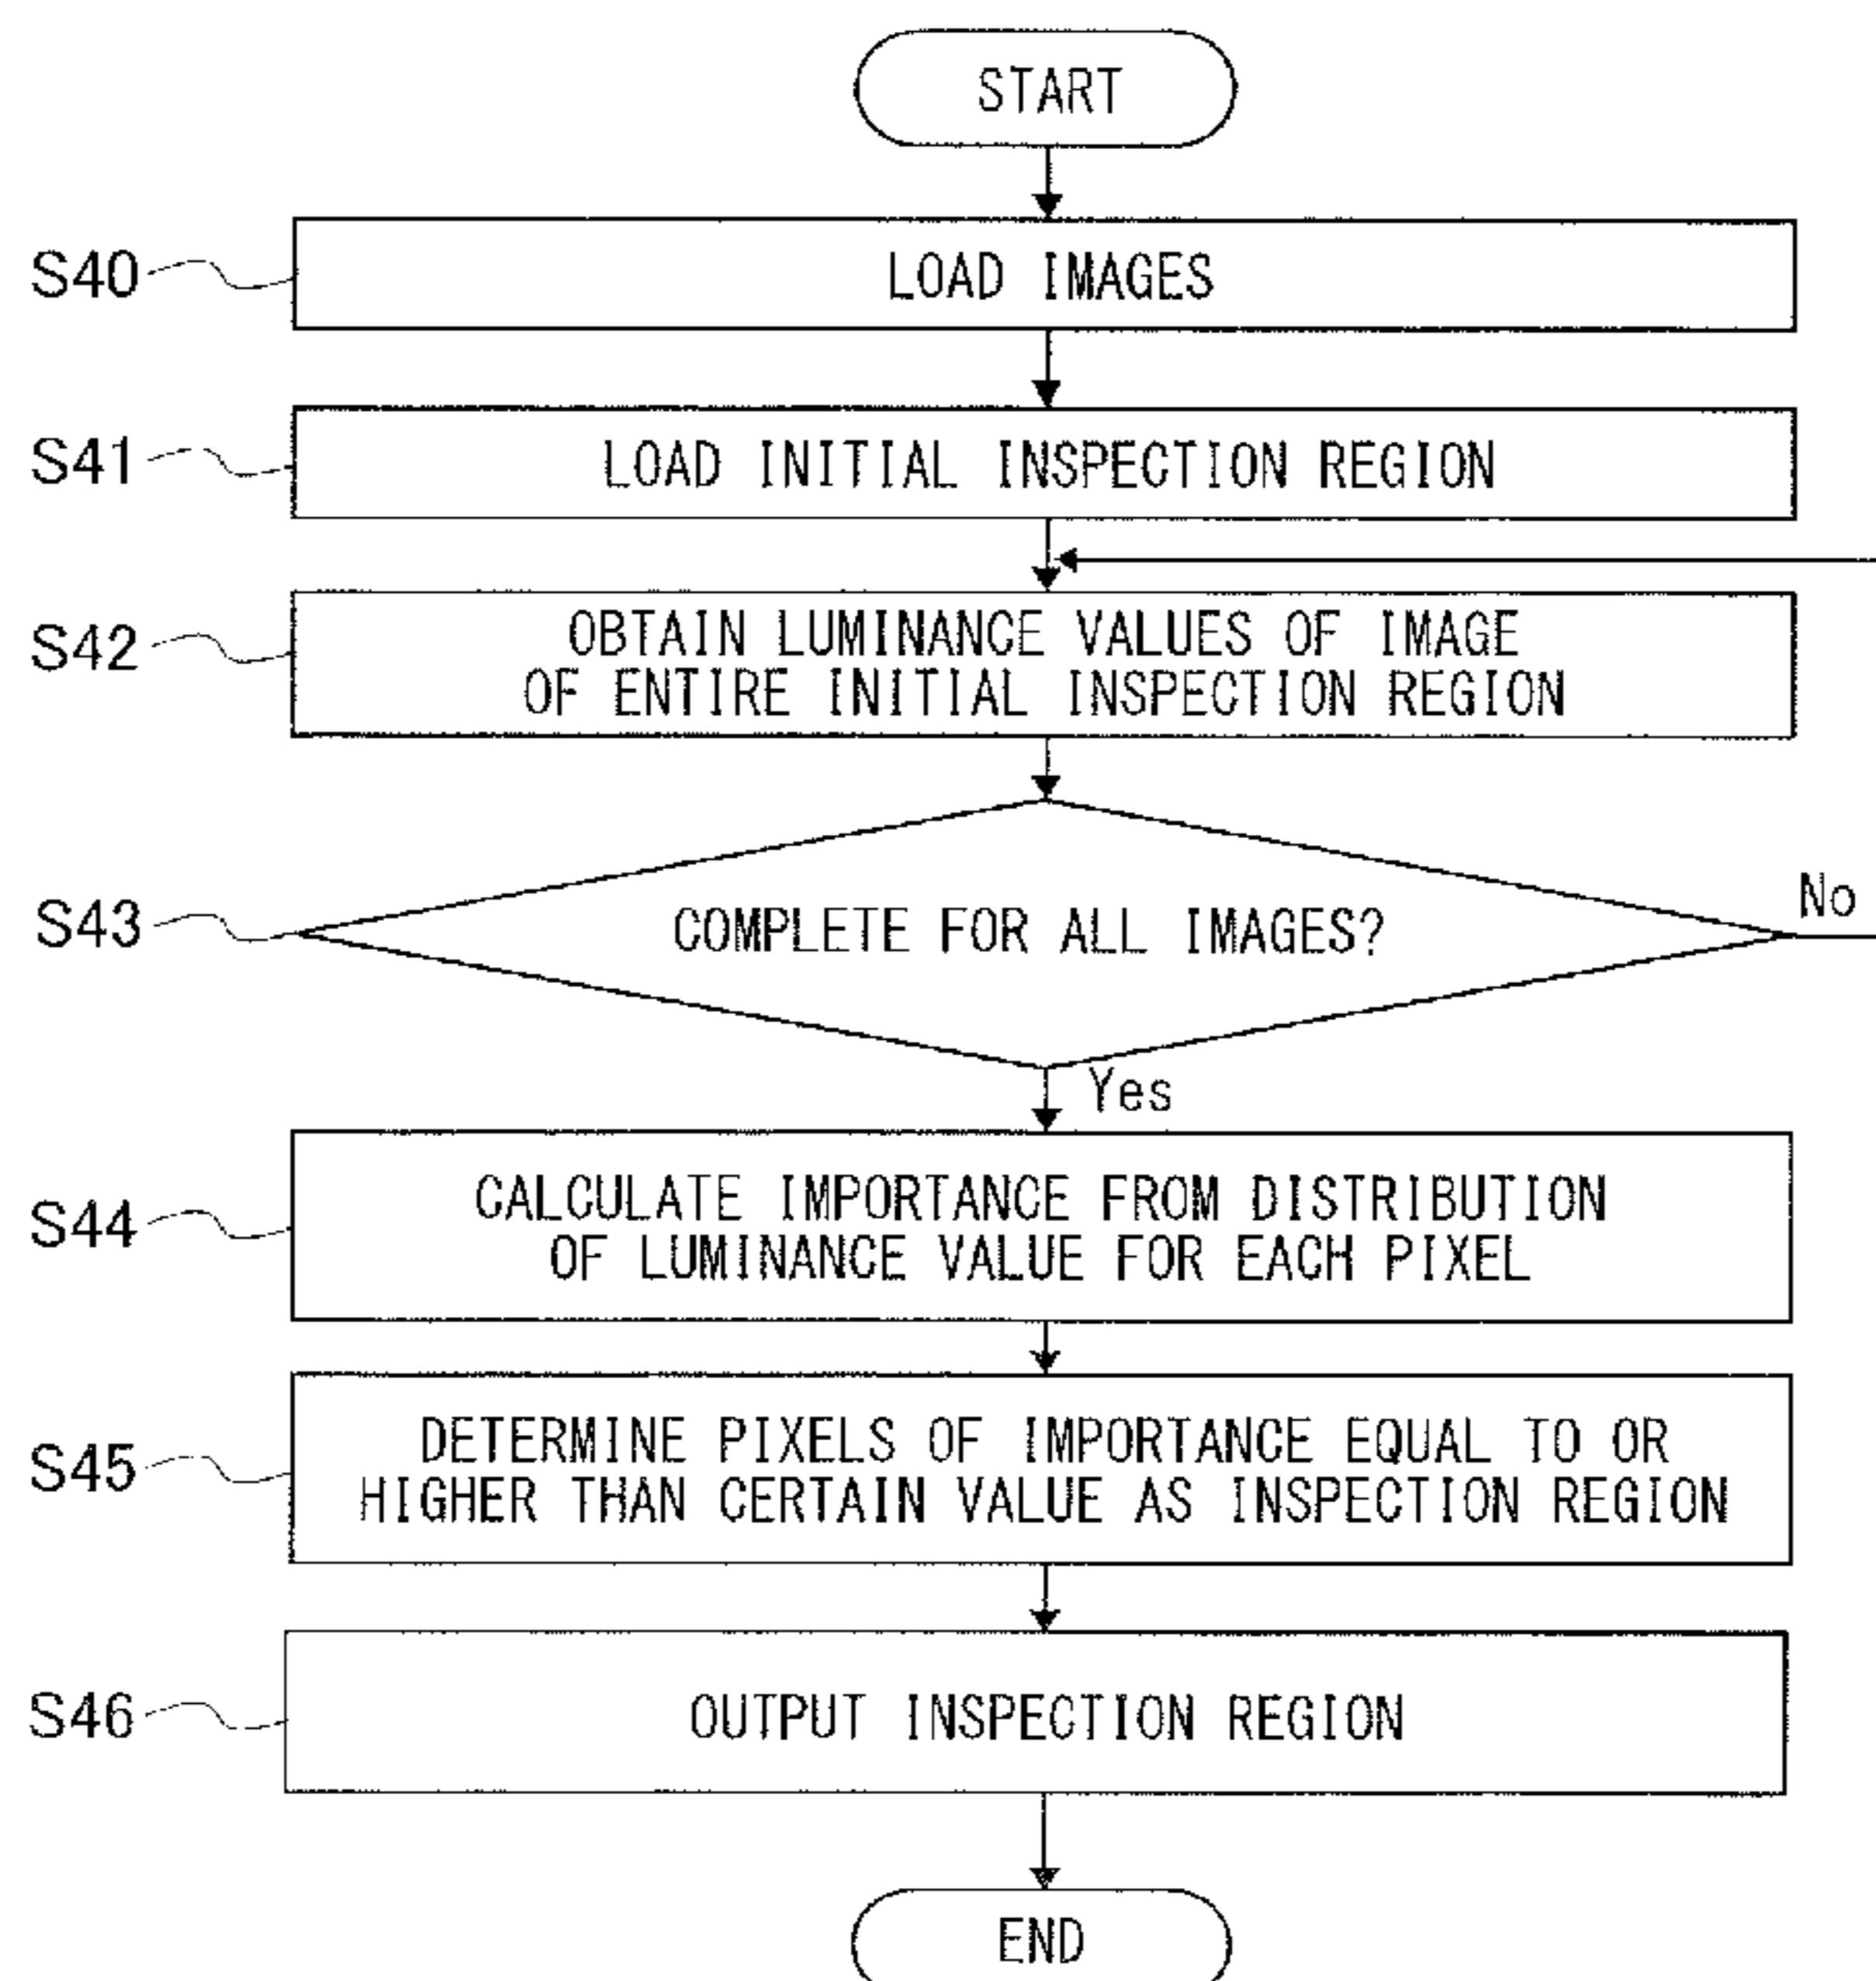 START
S40
LOAD IMAGES
S41
LOAD INITIAL INSPECTION REGION
S42
OBTAIN LUMINANCE VALUES OF IMAGE
OF ENTIRE INITIAL INSPECTION REGION
S43
COMPLETE FOR ALL IMAGES?
No
Yes
S44
CALCULATE IMPORTANCE FROM DISTRIBUTION
OF LUMINANCE VALUE FOR EACH PIXEL
S45
DETERMINE PIXELS OF IMPORTANCE EQUAL TO OR
HIGHER THAN CERTAIN VALUE AS INSPECTION REGION
S46
OUTPUT INSPECTION REGION
END